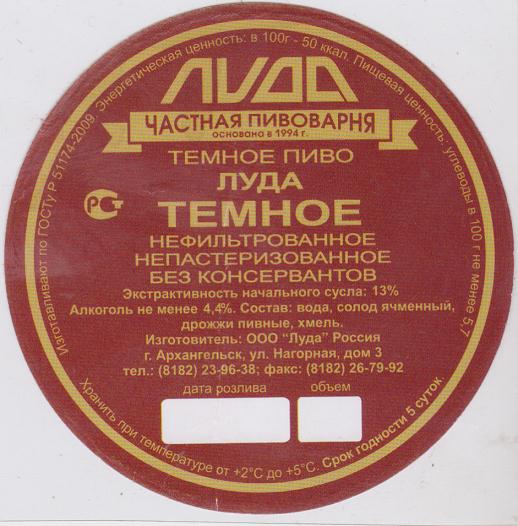 ЛУДА
ЧАСТНАЯ ПИВОВАРНЯ
основано в 1994 г.
ТЕМНОЕ ПИВО
ЛУДА
ТЕМНОЕ
НЕФИЛЬТРОВАННОЕ
НЕПАСТЕРИЗОВАННОЕ
БЕЗ КОНСЕРВАНТОВ
Экстрактивность начального сусла: 13%
Алкоголь не менее 4,4%. Состав: вода, солод ячменный,
дрожжи пивные, хмель.
Изготовитель: ООО "Луда" Россия
г. Архангельск, ул. Нагорная, дом 3
тел.: (8182) 23-96-38; факс: (8182) 26-79-92
дата розлива объем
Изготавливают по ГОСТу Р 51174-2009. Энергетическая ценность: в 100г - 50 ккал. Пищевая ценность: углеводы в 100 г не менее 5,7
Хранить при температуре от +2°С до +5°С. Срок годности 5 суток
РСТ